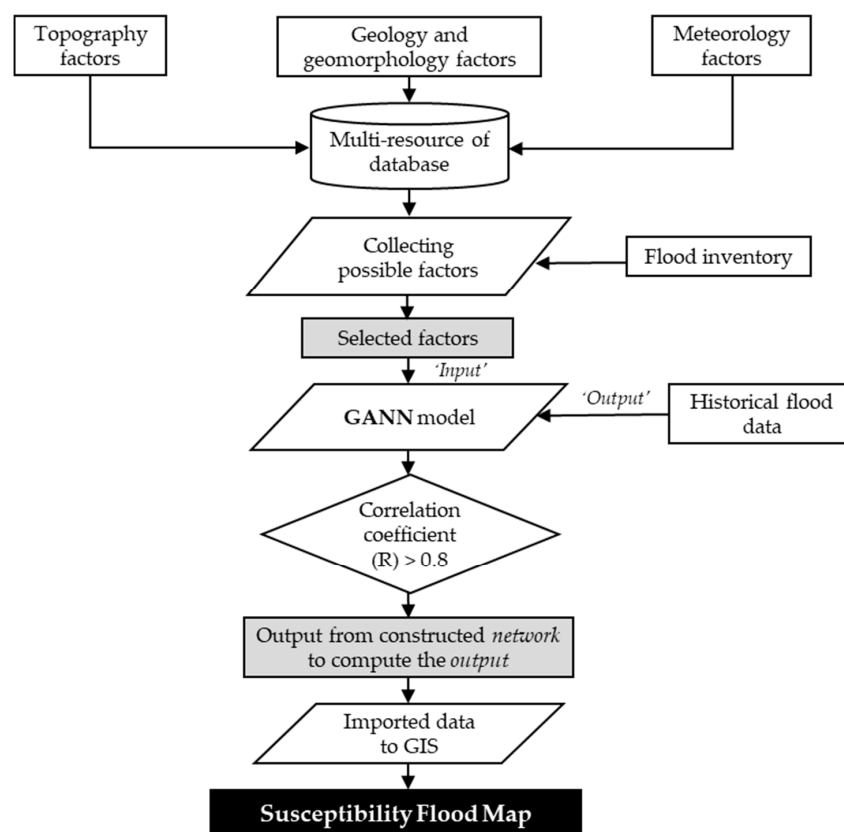 Topography
factors
Geology and
geomorphology factors
Meteorology
factors
Multi-resource of
database
Collecting
possible factors
Flood inventory
Selected factors
‘Input’
GANN model
‘Output’
Historical flood
data
Correlation
coefficient
(R) > 0.8
Output from constructed network
to compute the output
Imported data
to GIS
Susceptibility Flood Map